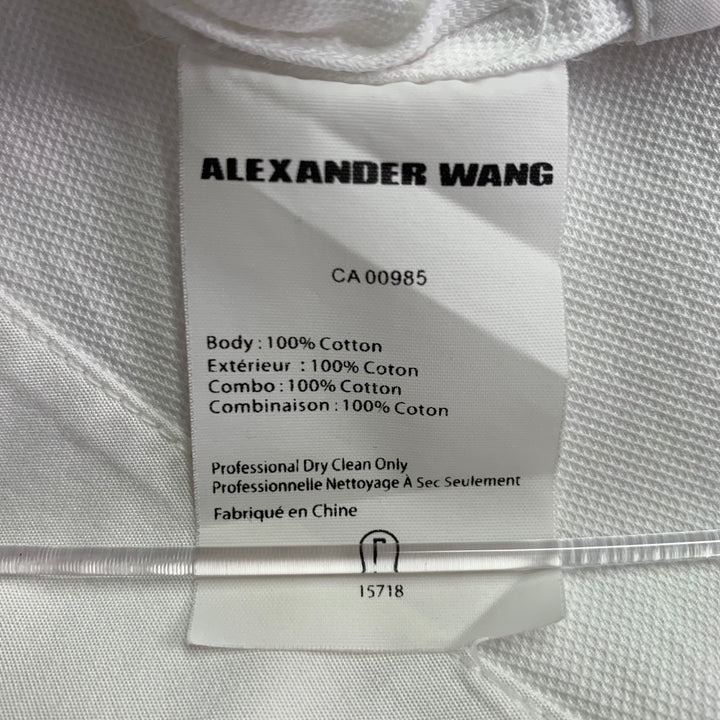 ALEXANDER WANG
CA 00985
Body : 100% Cotton
Extérieur : 100% Coton
Combo : 100% Cotton
Combinaison : 100% Coton
Professional Dry Clean Only
Professionnelle Nettoyage À Sec Seulement
Fabriqué en Chine
15718